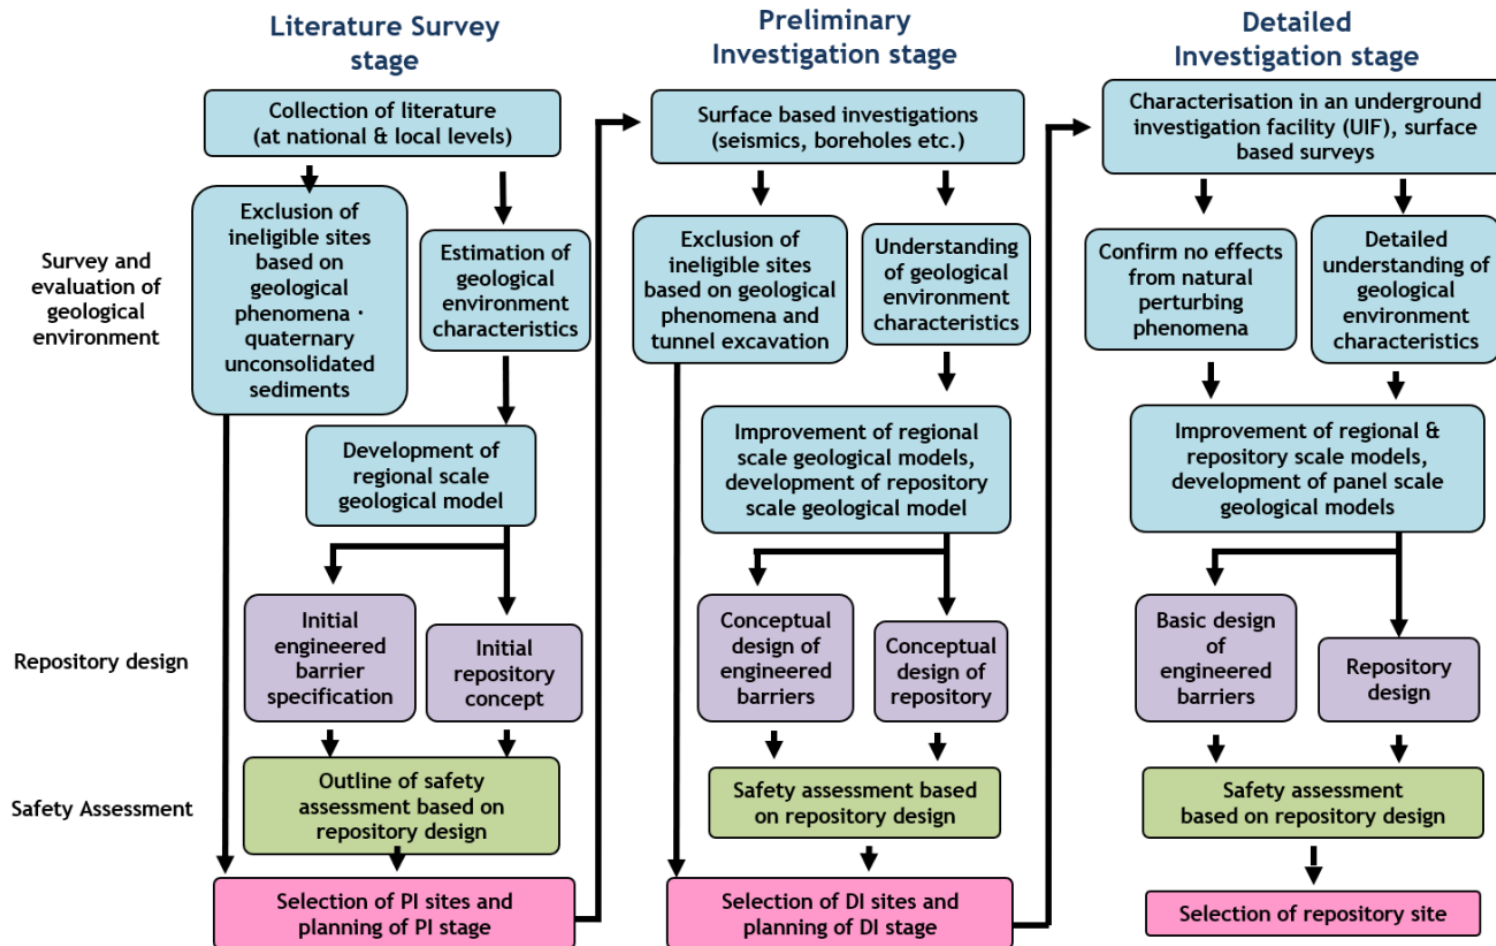 Literature Survey
stage
Preliminary
Investigation stage
Detailed
Investigation stage
Collection of literature
(at national & local levels)
Surface based investigations
(seismics, boreholes etc.)
Characterisation in an underground
investigation facility (UIF), surface
based surveys
Survey and
evaluation of
geological
environment
Exclusion of
ineligible sites
based on
geological
phenomena ·
quaternary
unconsolidated
sediments
Estimation of
geological
environment
characteristics
Exclusion of
ineligible sites
based on geological
phenomena and
tunnel excavation
Understanding
of geological
environment
characteristics
Confirm no effects
from natural
perturbing
phenomena
Detailed
understanding of
geological
environment
characteristics
Development of
regional scale
geological model
Improvement of regional
scale geological models,
development of repository
scale geological model
Improvement of regional &
repository scale models,
development of panel scale
geological models
Repository design
Initial
engineered
barrier
specification
Initial
repository
concept
Conceptual
design of
engineered
barriers
Conceptual
design of
repository
Basic design
of
engineered
barriers
Repository
design
Safety Assessment
Outline of safety
assessment based on
repository design
Safety assessment based
on repository design
Safety assessment
based on repository design
Selection of PI sites and
planning of PI stage
Selection of DI sites and
planning of DI stage
Selection of repository site